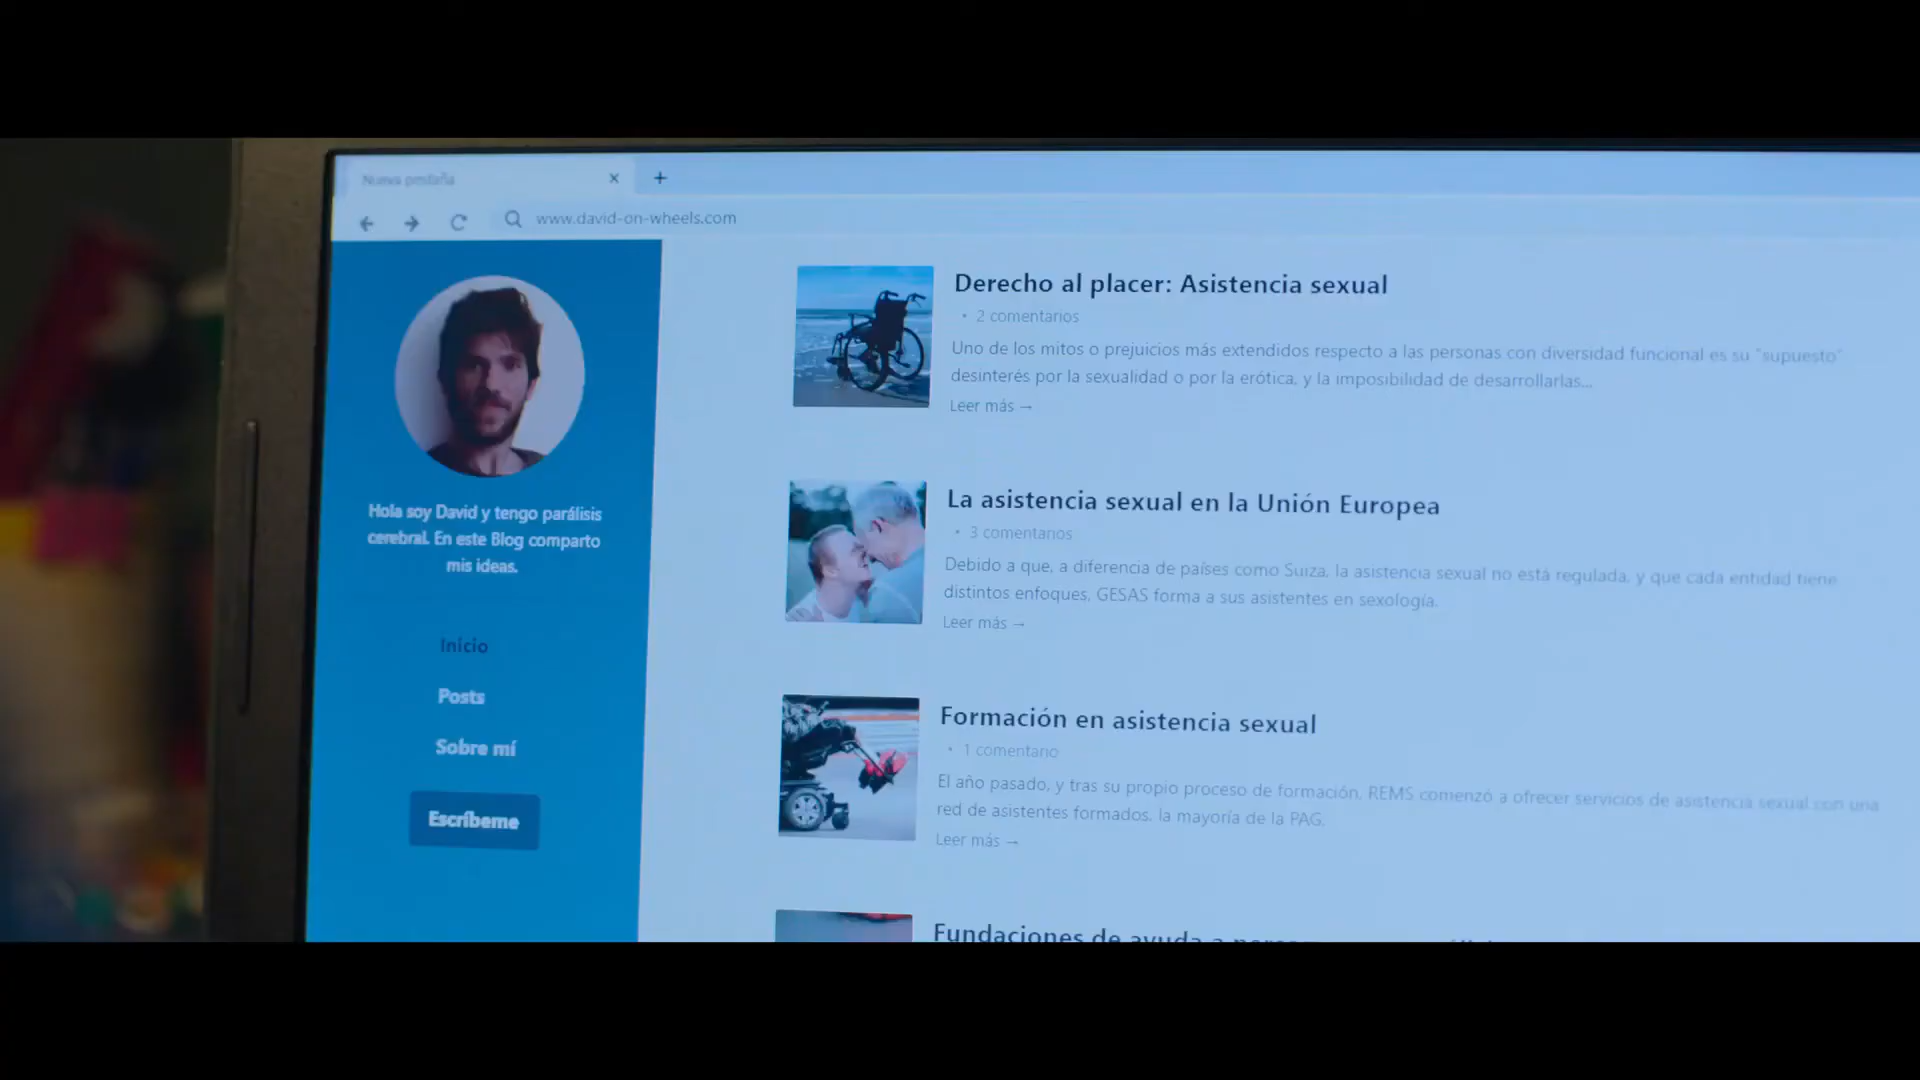 Nueva pestaña
www.david-on-wheels.com
Hola soy David y tengo parálisis
cerebral. En este Blog comparto
mis ideas.
Inicio
Posts
Sobre mí
Escríbeme
Derecho al placer: Asistencia sexual
• 2 comentarios
Uno de los mitos o prejuicios más extendidos respecto a las personas con diversidad funcional es su "supuesto"
desinterés por la sexualidad o por la erótica, y la imposibilidad de desarrollarlas...
Leer más →
La asistencia sexual en la Unión Europea
• 3 comentarios
Debido a que, a diferencia de países como Suiza, la asistencia sexual no está regulada, y que cada entidad tiene
distintos enfoques, GESAS forma a sus asistentes en sexología.
Leer más →
Formación en asistencia sexual
• 1 comentario
El año pasado, y tras su propio proceso de formación, REMS comenzó a ofrecer servicios de asistencia sexual con una
red de asistentes formados, la mayoría de la PAG.
Leer más →
Fundaciones de ayuda a